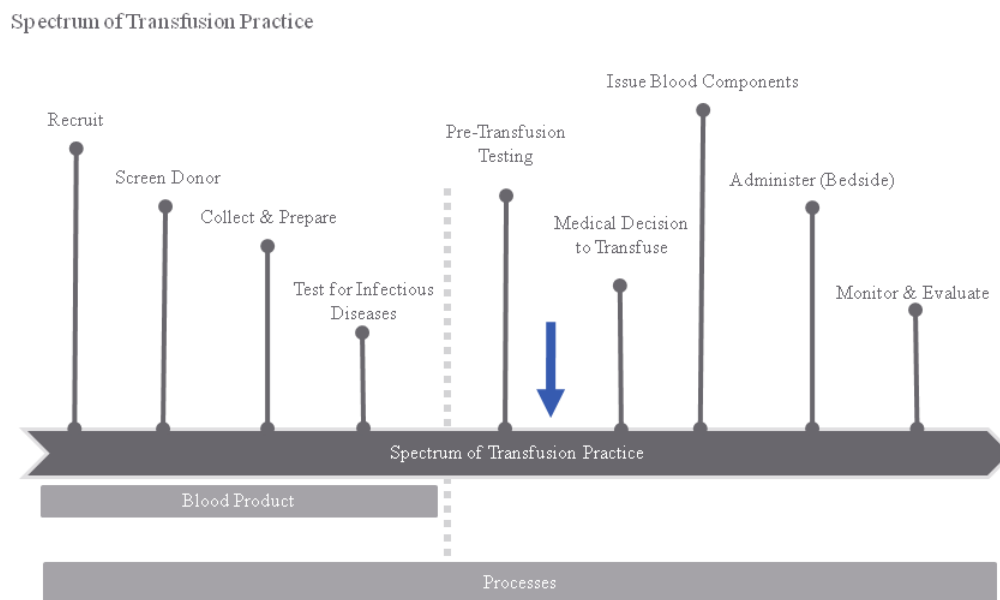 Spectrum of Transfusion Practice
Recruit
Screen Donor
Collect & Prepare
Test for Infectious
Diseases
Pre-Transfusion
Testing
Medical Decision
to Transfuse
Issue Blood Components
Administer (Bedside)
Monitor & Evaluate
Spectrum of Transfusion Practice
Blood Product
Processes